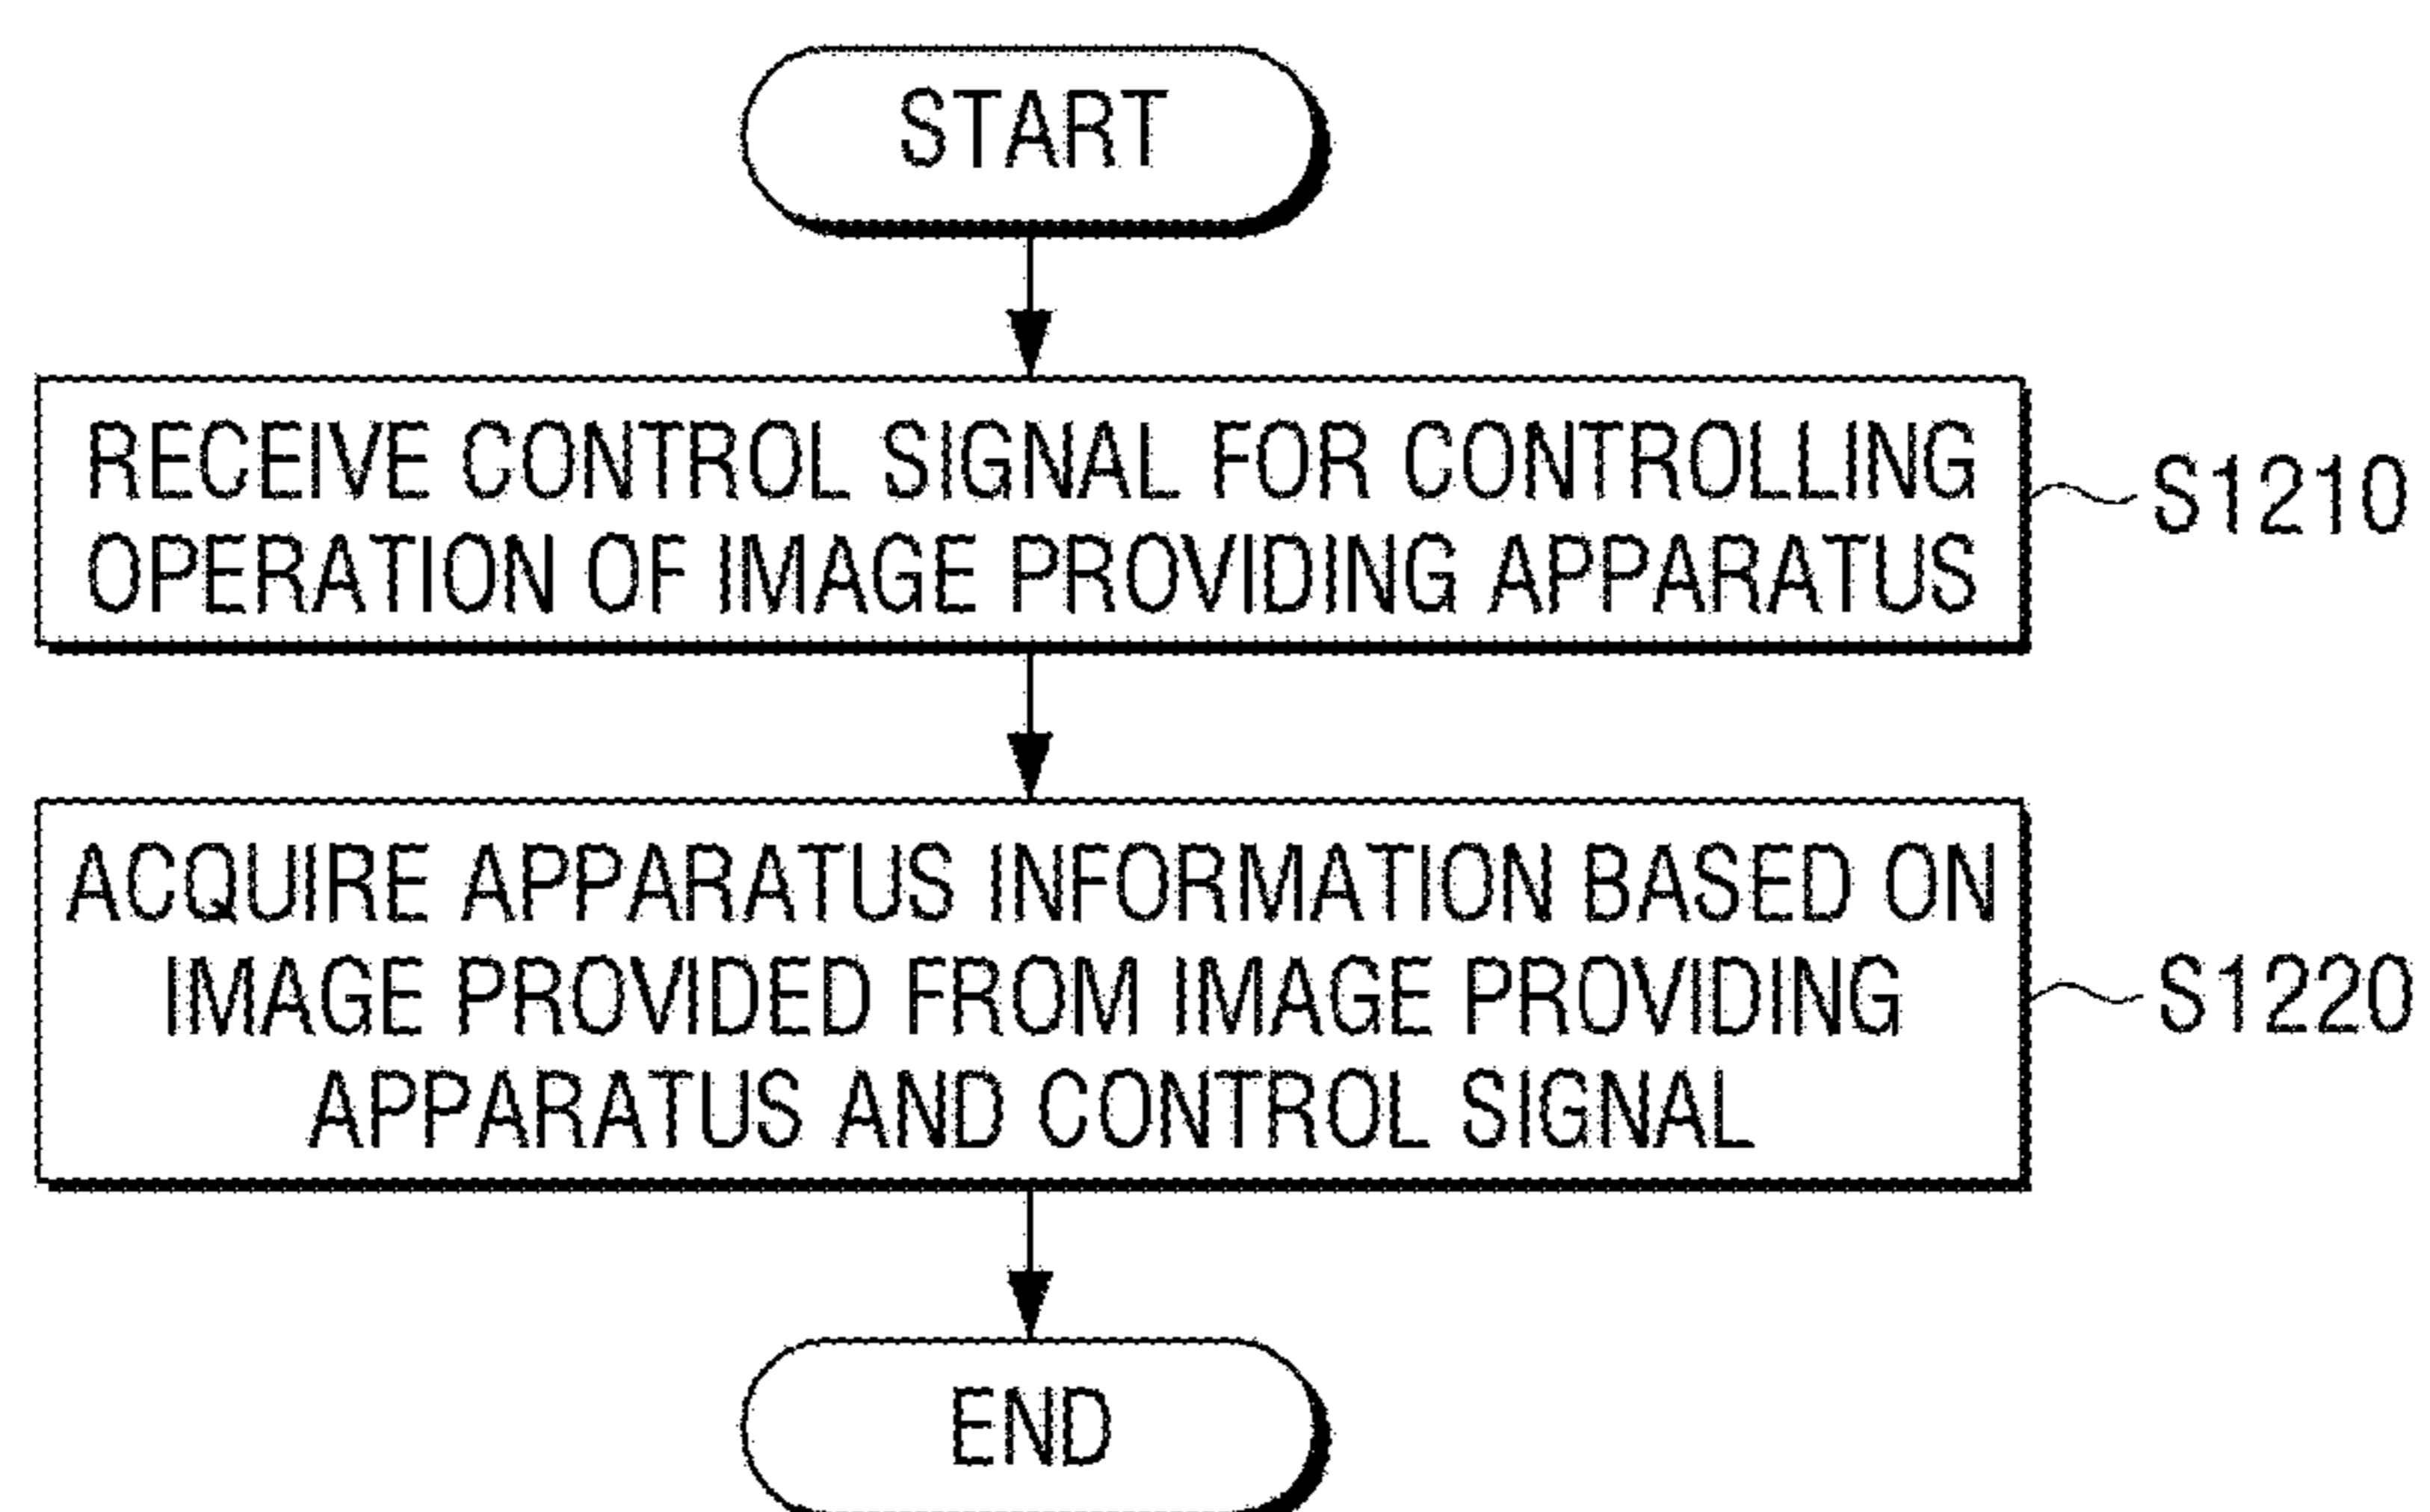 START
RECEIVE CONTROL SIGNAL FOR CONTROLLING
OPERATION OF IMAGE PROVIDING APPARATUS
S1210
ACQUIRE APPARATUS INFORMATION BASED ON
IMAGE PROVIDED FROM IMAGE PROVIDING
APPARATUS AND CONTROL SIGNAL
S1220
END